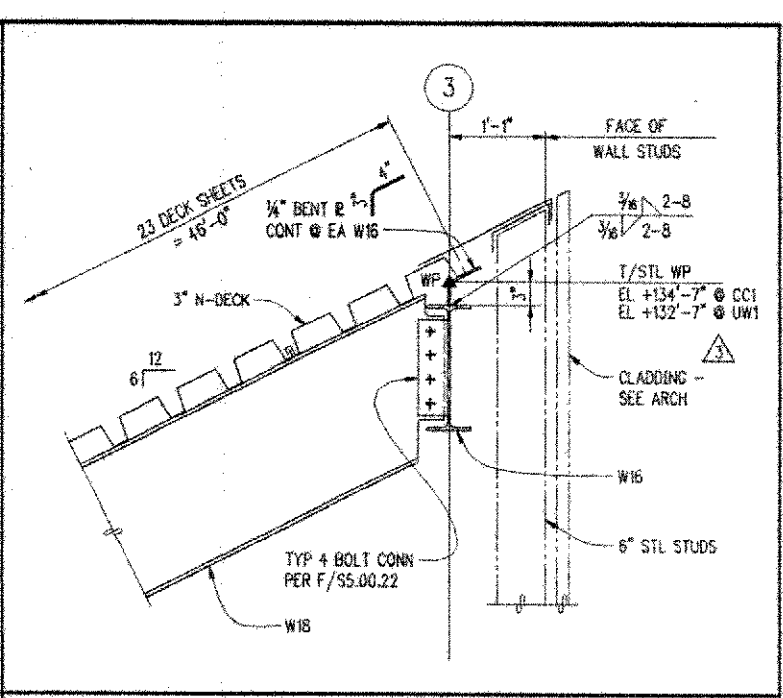 3
1'-1"
FACE OF
WALL STUDS
23 DECK SHEETS
= 46'-0"
4"
3"
1/4" BENT PL
CONT @ EA W16
3/16 2-8
3/16 2-8
WP
3"
T/STL WP
EL +134'-7" @ CC1
EL +132'-7" @ UW1
3
3" N-DECK
12
6
CLADDING -
SEE ARCH
W16
6" STL STUDS
TYP 4 BOLT CONN
PER F/S5.00.22
W18